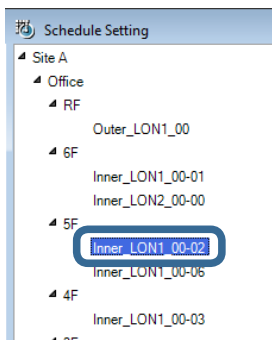 Schedule Setting
Site A
Office
RF
Outer_LON1_00
6F
Inner_LON1_00-01
Inner_LON2_00-00
5F
Inner_LON1_00-02
Inner_LON1_00-06
4F
Inner_LON1_00-03